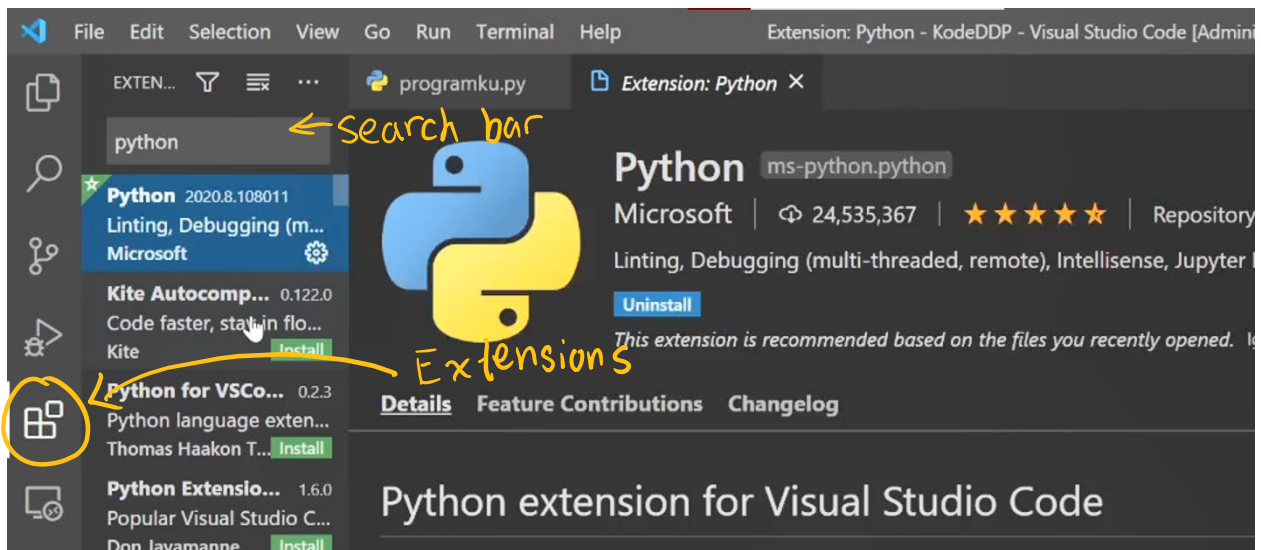 File Edit Selection View Go Run Terminal Help Extension: Python - KodeDDP - Visual Studio Code [Admini
EXTEN... ...
programku.py
Extension: Python
python
← search bar
Python 2020.8.108011
Linting, Debugging (m...
Microsoft
Kite Autocomp... 0.122.0
Code faster, stay in flo...
Kite Install
Python for VSCo... 0.2.3
Python language exten...
Thomas Haakon T... Install
Python Extensio... 1.6.0
Popular Visual Studio C...
Don Jayamanne Install
Extensions
Python ms-python.python
Microsoft | 24,535,367 | | Repository
Linting, Debugging (multi-threaded, remote), Intellisense, Jupyter
Uninstall
This extension is recommended based on the files you recently opened.
Details Feature Contributions Changelog
Python extension for Visual Studio Code